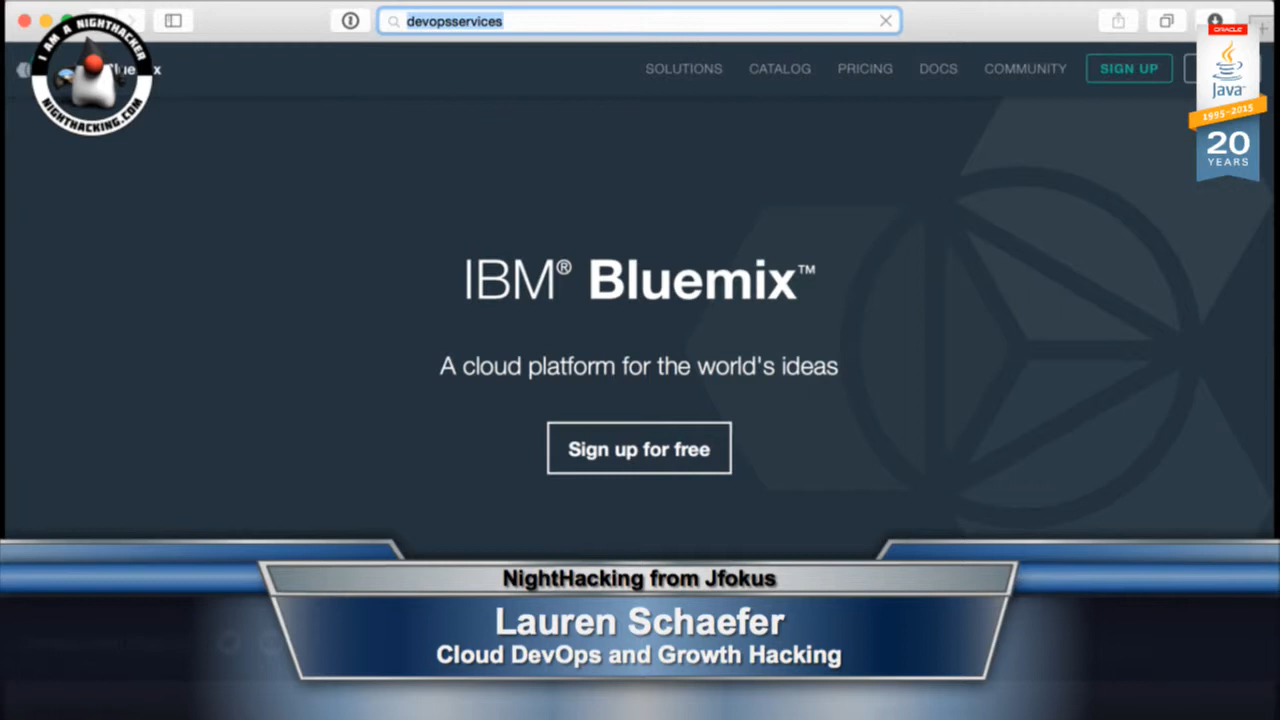 devopsservices
I AM A NIGHTHACKER
NIGHTHACKING.COM
SOLUTIONS
CATALOG
PRICING
DOCS
COMMUNITY
SIGN UP
ORACLE
Java™
1995-2015
20
YEARS
IBM® Bluemix™
A cloud platform for the world's ideas
Sign up for free
NightHacking from Jfokus
Lauren Schaefer
Cloud DevOps and Growth Hacking